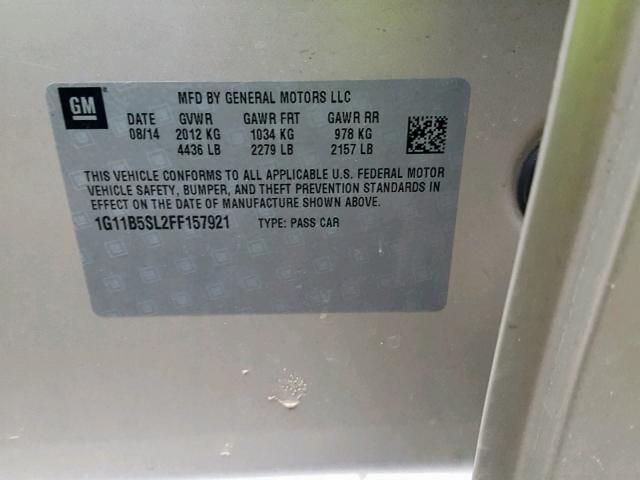 GM
MFD BY GENERAL MOTORS LLC
DATE GVWR GAWR FRT GAWR RR
08/14 2012 KG 1034 KG 978 KG
4436 LB 2279 LB 2157 LB
THIS VEHICLE CONFORMS TO ALL APPLICABLE U.S. FEDERAL MOTOR
VEHICLE SAFETY, BUMPER, AND THEFT PREVENTION STANDARDS IN
EFFECT ON THE DATE OF MANUFACTURE SHOWN ABOVE.
1G11B5SL2FF157921 TYPE: PASS CAR